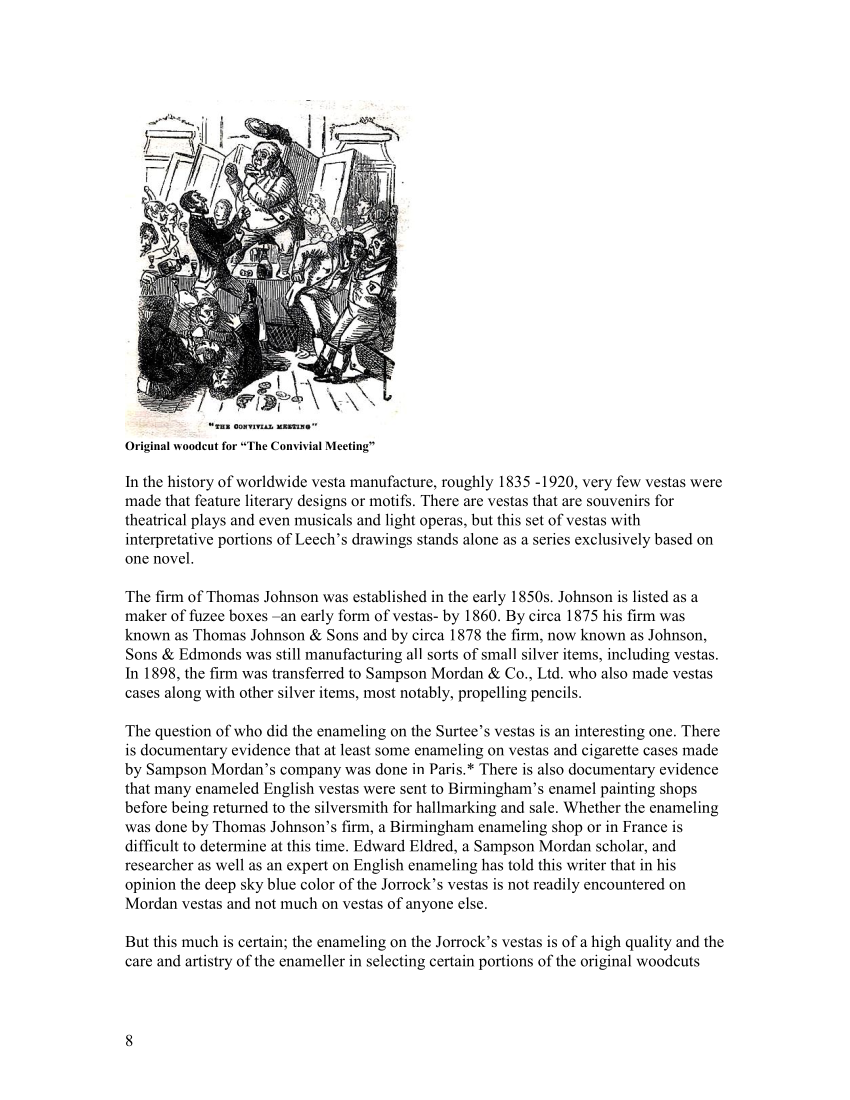 "THE CONVIVIAL MEETING"
Original woodcut for “The Convivial Meeting”
In the history of worldwide vesta manufacture, roughly 1835 -1920, very few vestas were
made that feature literary designs or motifs. There are vestas that are souvenirs for
theatrical plays and even musicals and light operas, but this set of vestas with
interpretative portions of Leech’s drawings stands alone as a series exclusively based on
one novel.
The firm of Thomas Johnson was established in the early 1850s. Johnson is listed as a
maker of fuzee boxes –an early form of vestas- by 1860. By circa 1875 his firm was
known as Thomas Johnson & Sons and by circa 1878 the firm, now known as Johnson,
Sons & Edmonds was still manufacturing all sorts of small silver items, including vestas.
In 1898, the firm was transferred to Sampson Mordan & Co., Ltd. who also made vestas
cases along with other silver items, most notably, propelling pencils.
The question of who did the enameling on the Surtee’s vestas is an interesting one. There
is documentary evidence that at least some enameling on vestas and cigarette cases made
by Sampson Mordan’s company was done in Paris.* There is also documentary evidence
that many enameled English vestas were sent to Birmingham’s enamel painting shops
before being returned to the silversmith for hallmarking and sale. Whether the enameling
was done by Thomas Johnson’s firm, a Birmingham enameling shop or in France is
difficult to determine at this time. Edward Eldred, a Sampson Mordan scholar, and
researcher as well as an expert on English enameling has told this writer that in his
opinion the deep sky blue color of the Jorrock’s vestas is not readily encountered on
Mordan vestas and not much on vestas of anyone else.
But this much is certain; the enameling on the Jorrock’s vestas is of a high quality and the
care and artistry of the enameller in selecting certain portions of the original woodcuts
8